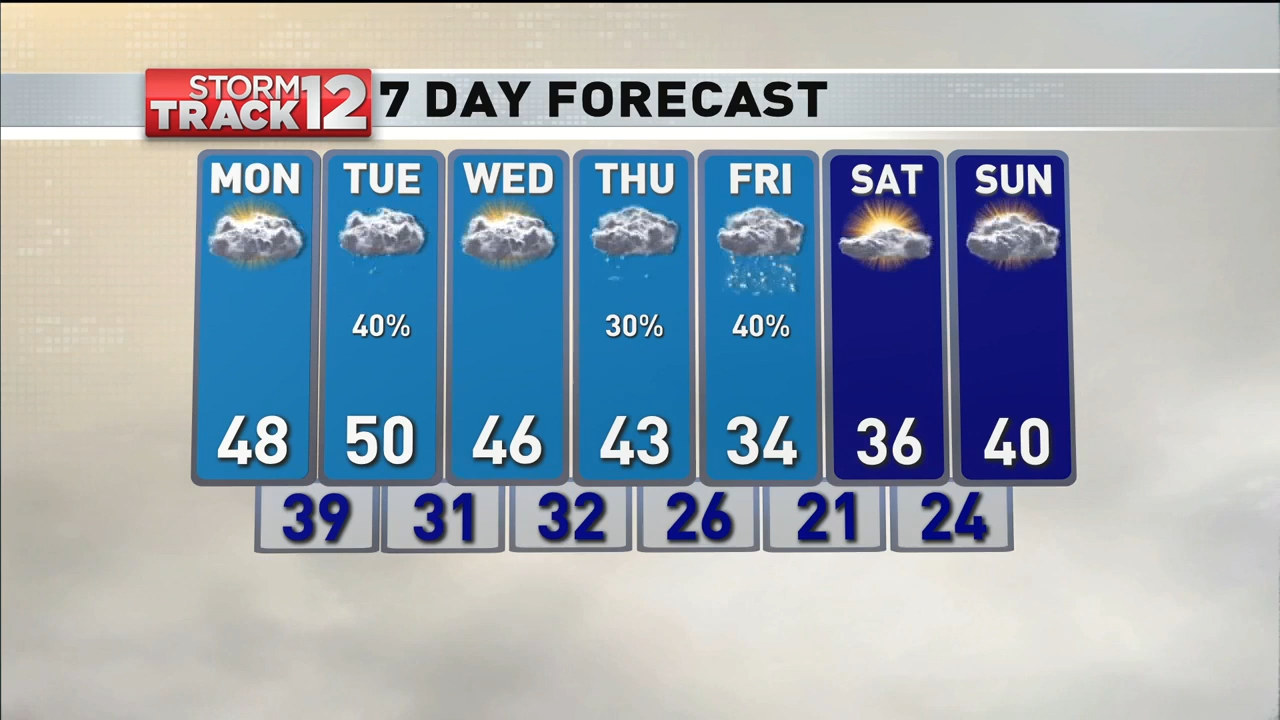 STORM
TRACK 12
7 DAY FORECAST
MON TUE WED THU FRI SAT SUN
40% 30% 40%
48 50 46 43 34 36 40
39 31 32 26 21 24